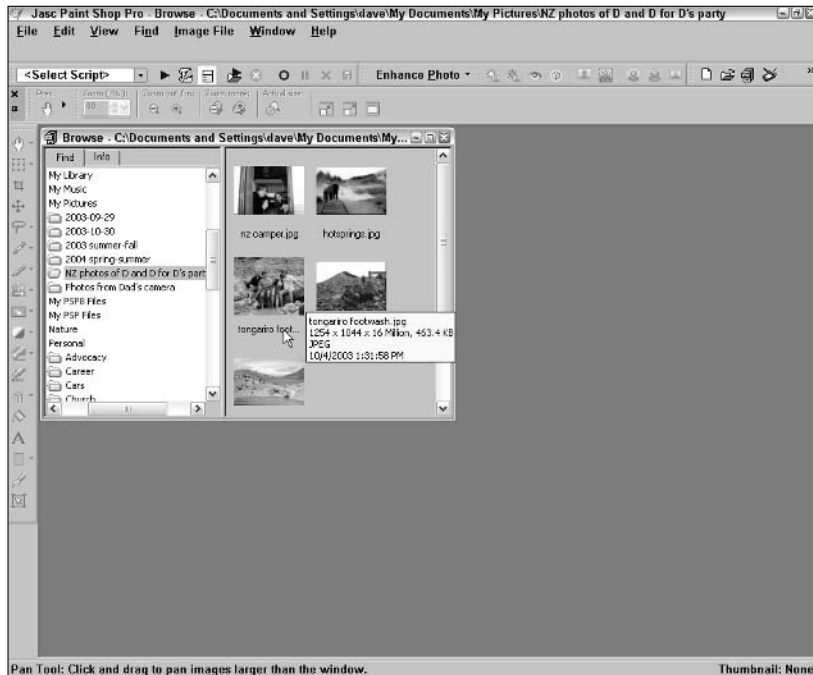 Jasc Paint Shop Pro - Browse - C:\Documents and Settings\dave\My Documents\My Pictures\NZ photos of D and D for D's party
File Edit View Find Image File Window Help
<Select Script> Enhance Photo
Pres
Zoom (%):
Actual size:
80
Browse - C:\Documents and Settings\dave\My Documents\My...
Find Info
My Library
My Music
My Pictures
2003-09-29
2003-10-30
2003 summer-fall
2004 spring-summer
NZ photos of D and D for D's part
Photos from Dad's camera
My PSP8 Files
My PSP Files
Nature
Personal
Advocacy
Career
Cars
Church
nz camper.jpg hotsprings.jpg
tongariro foot...
tongariro footwash.jpg
1254 x 1044 x 16 Million, 463.4 KB
JPEG
10/4/2003 1:31:58 PM
Pan Tool: Click and drag to pan images larger than the window.
Thumbnail: None